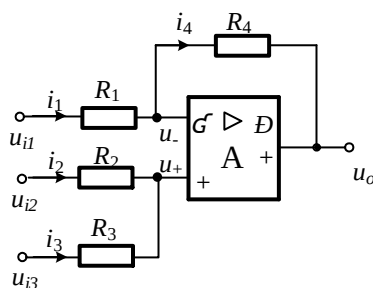 i4 R4
i1 R1
ui1 u- ▷ Đ
i2 R2 u+ A +
ui2 + uo
i3 R3
ui3